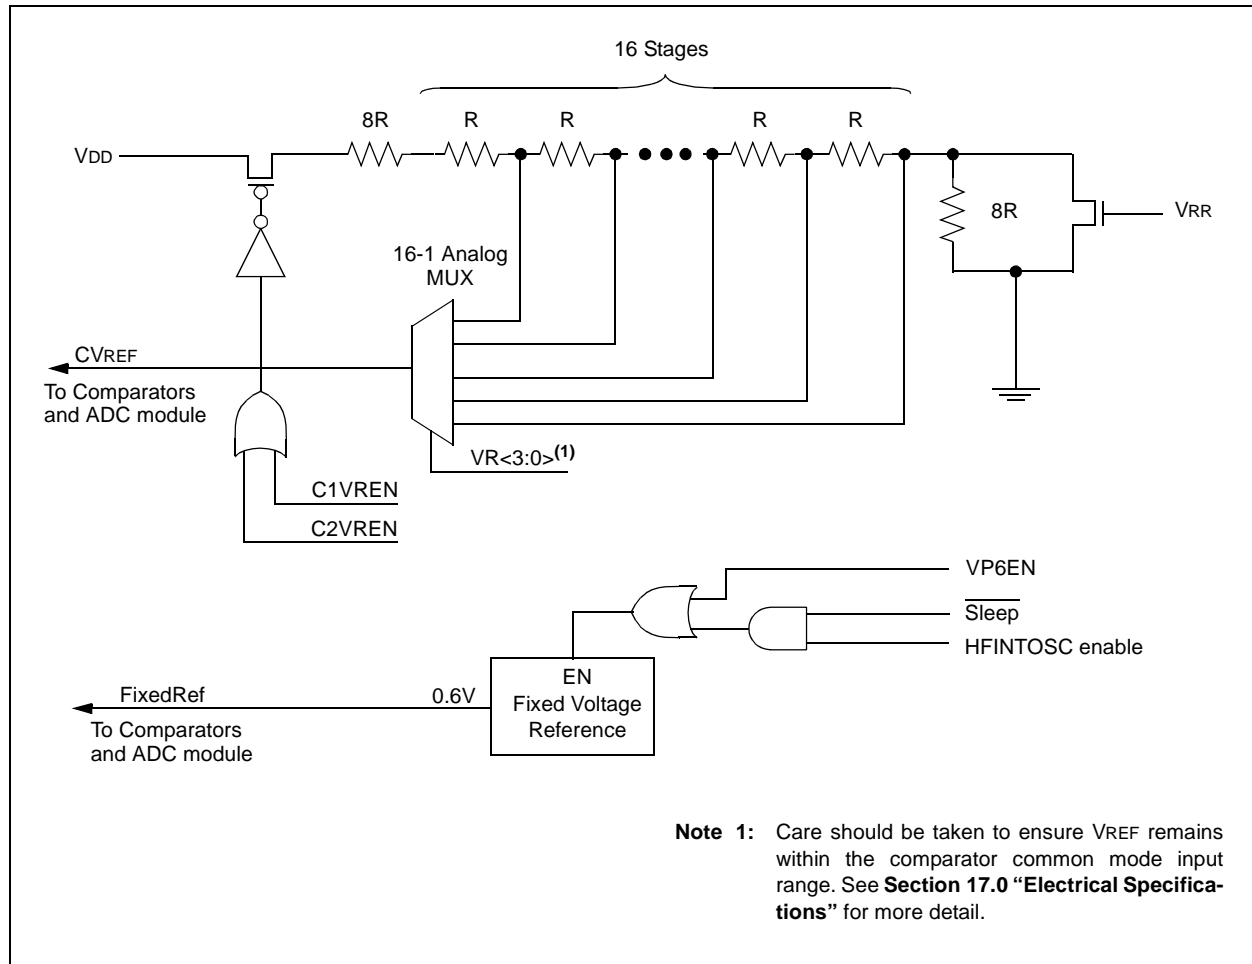 16 Stages
8R R R R R
VDD
8R
VRR
16-1 Analog
MUX
CVREF
To Comparators
and ADC module
VR<3:0>(1)
C1VREN
C2VREN
VP6EN
Sleep
HFINTOSC enable
EN
Fixed Voltage
Reference
FixedRef
0.6V
To Comparators
and ADC module
Note 1: Care should be taken to ensure VREF remains
within the comparator common mode input
range. See Section 17.0 “Electrical Specifica-
tions” for more detail.